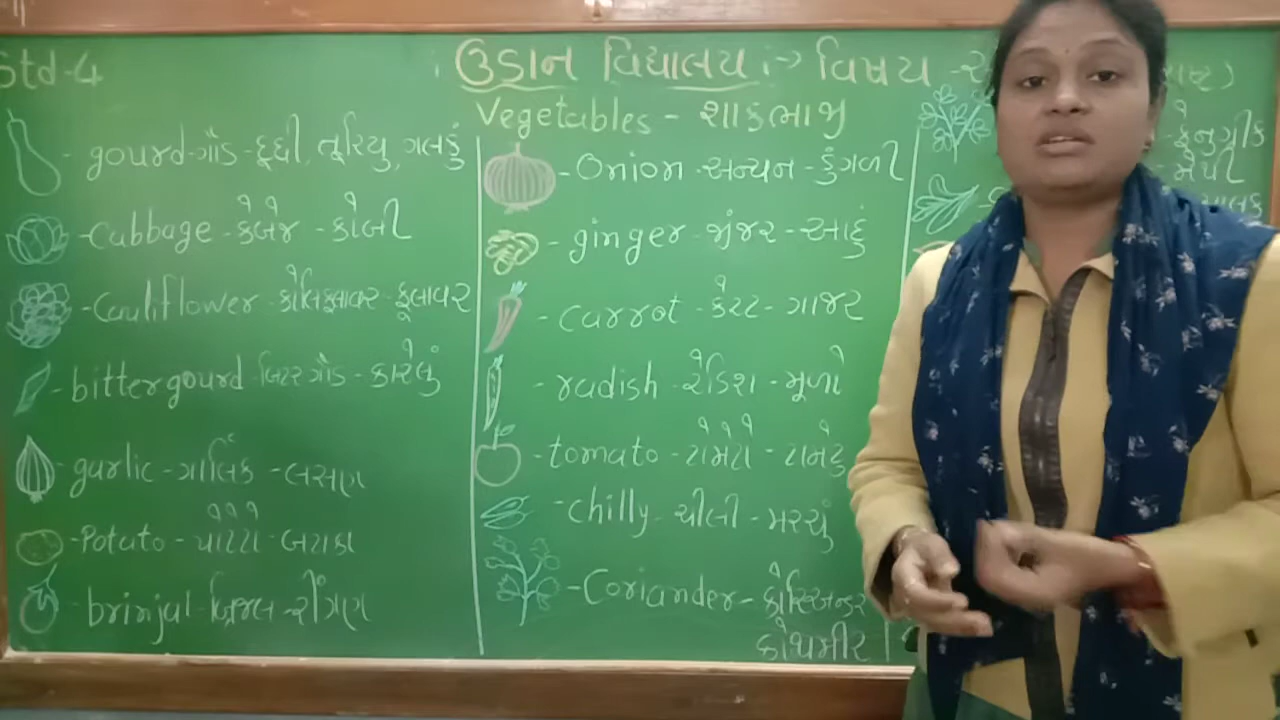 Std-4
ઉડાન વિદ્યાલય :-> વિષય -
Vegetables - શાકભાજી
gourd-ગૉડ-દૂધી, તૂરિયુ, ગલકું
Cabbage - કેબેજ - કોબી
Cauliflower - કોલિફ્લાવર - ફૂલાવર
bittergourd - બિટરગૉડ - કારેલું
garlic - ગાર્લિક - લસણ
Potato - પોટેટો - બટાકા
brinjal - બ્રિંજલ - રીંગણ
Onion - અન્યન - ડુંગળી
ginger - જીંજર - આદું
carrot - કેરટ - ગાજર
radish - રેડિશ - મૂળો
tomato - ટોમેટો - ટામેટુ
chilly - ચીલી - મરચું
Coriander - કોરિઅન્ડર
કોથમીર
ફેનુગ્રીક
મેથી
પાલક